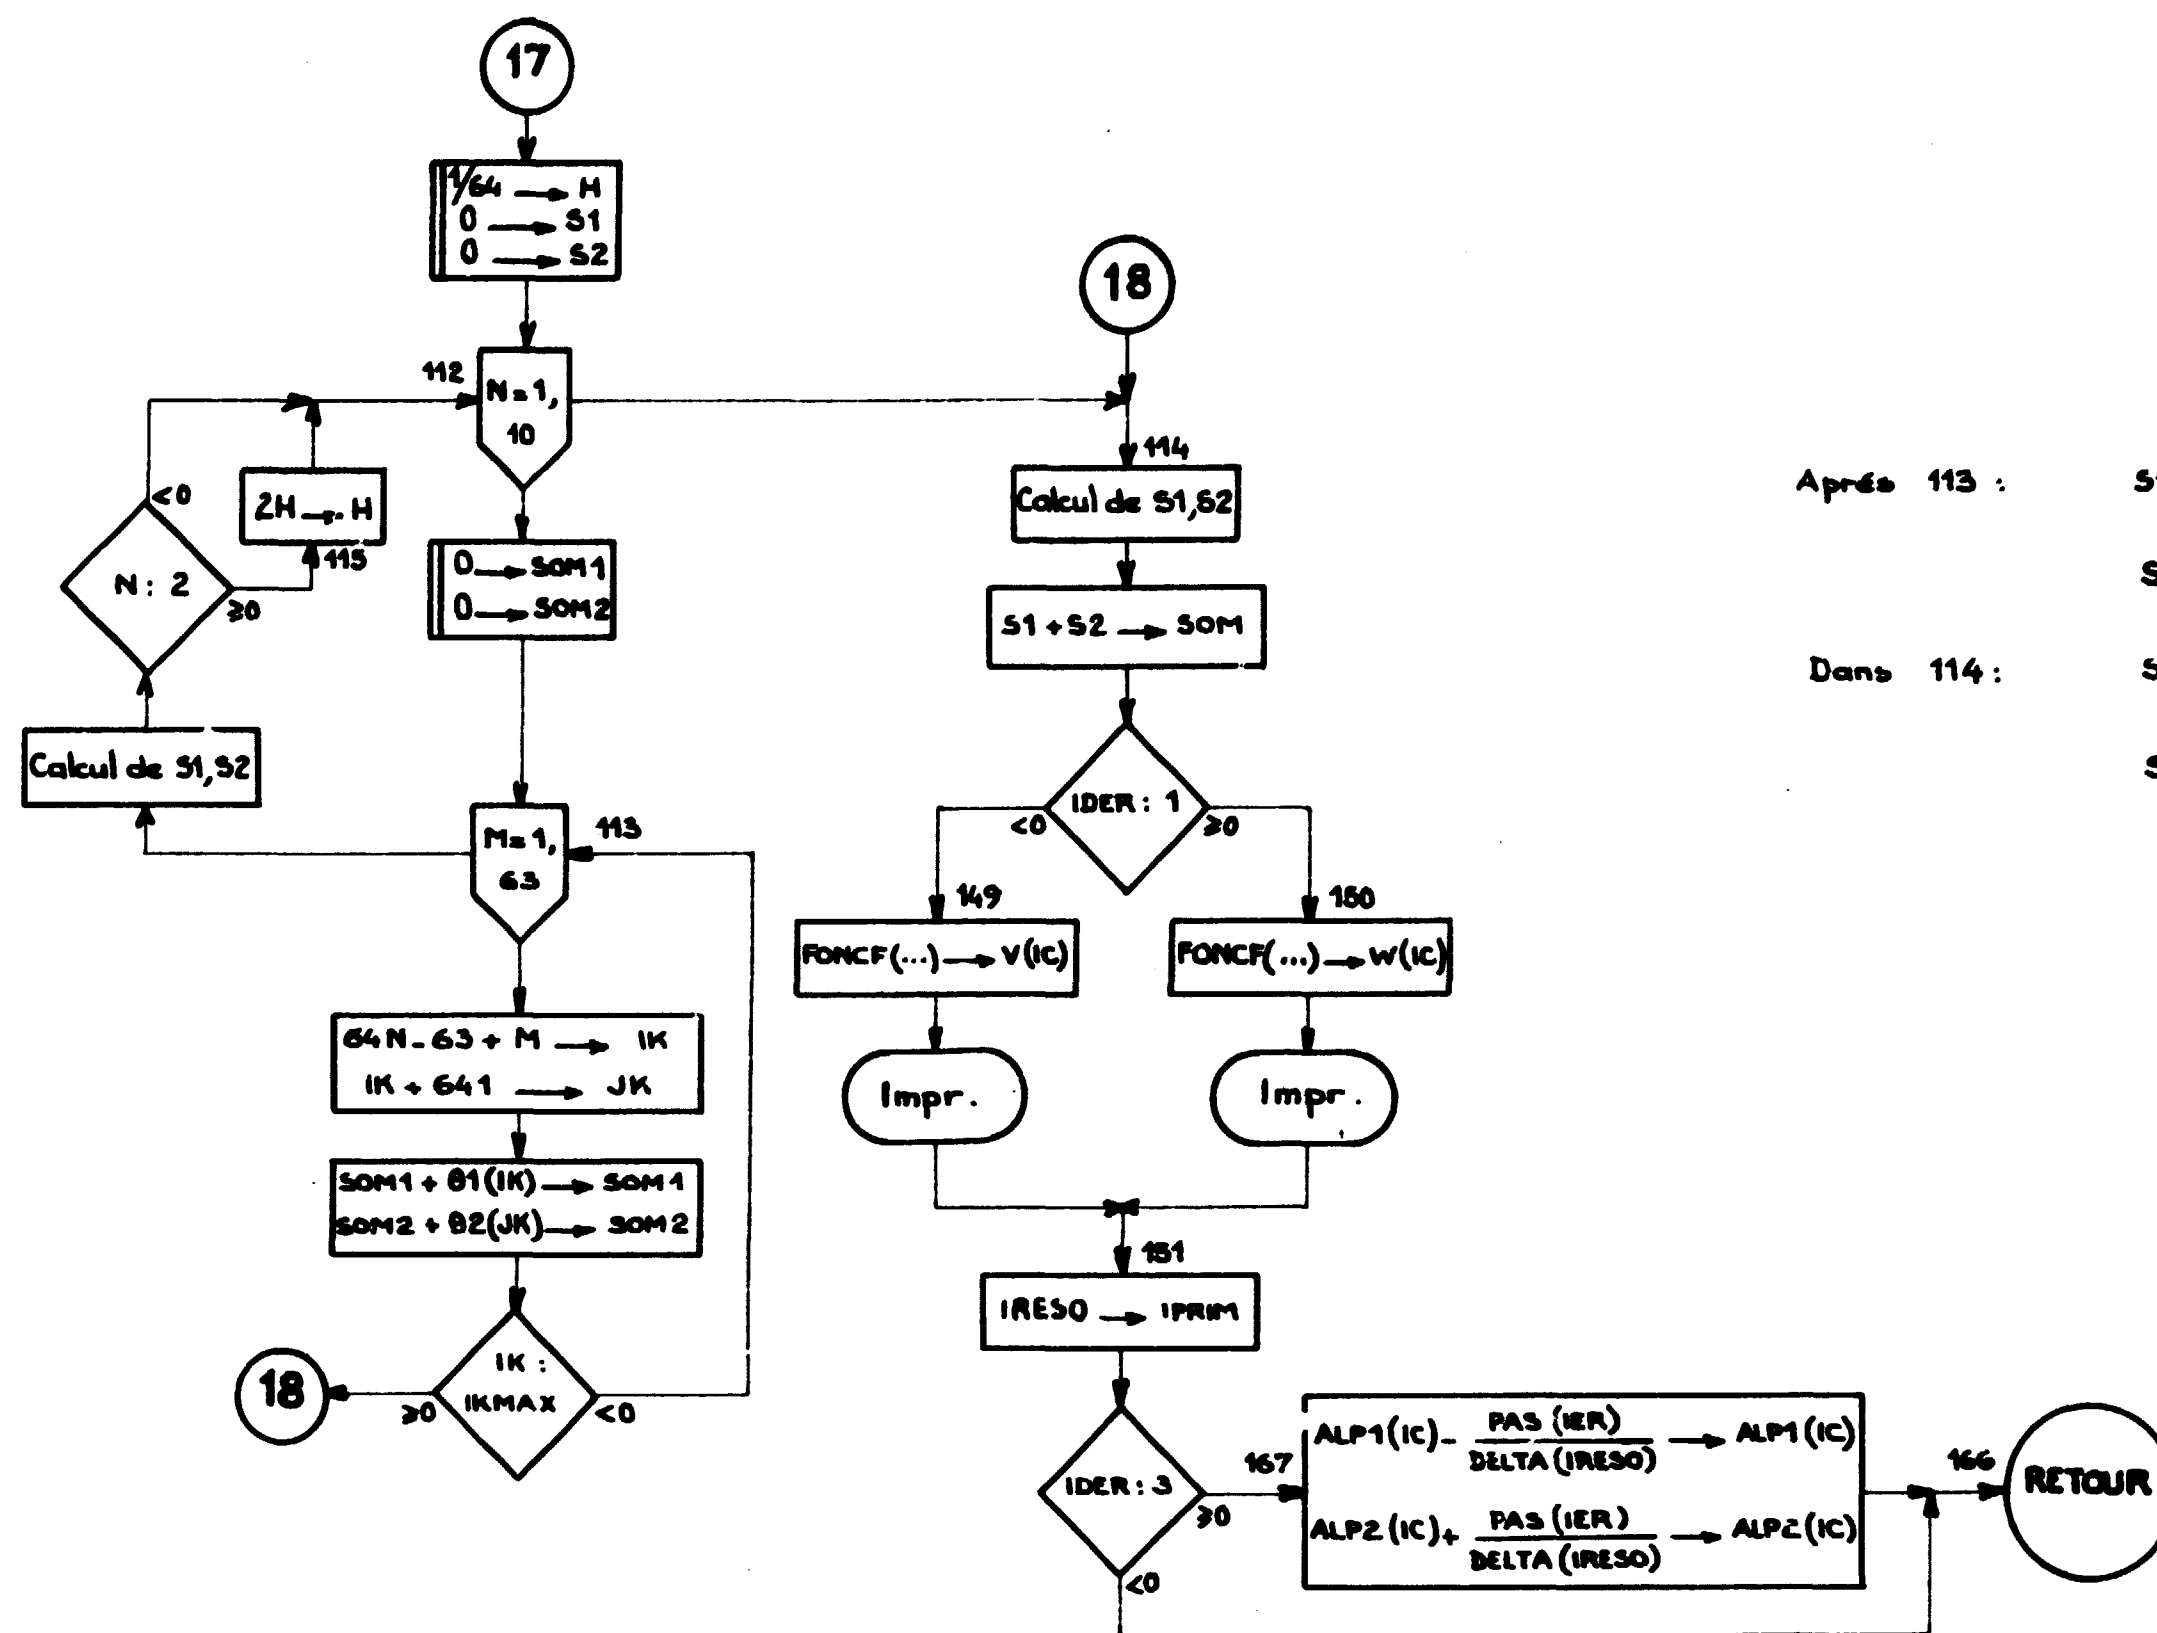 17
1/64 → H
0 → S1
0 → S2
112
N=1,
10
18
<0
2H → H
115
N: 2
≥0
0 → SOM1
0 → SOM2
Calcul de S1,S2
M=1,
63
113
64N-63+M → IK
IK+641 → JK
SOM1+θ1(IK) → SOM1
SOM2+θ2(JK) → SOM2
IK:
IKMAX
≥0
<0
18
114
Calcul de S1,S2
S1+S2 → SOM
IDER: 1
<0
≥0
149
150
FONCF(...) → V(IC)
FONCF(...) → W(IC)
Impr.
Impr.
151
IRESO → IPRIM
IDER: 3
≥0
<0
167
ALP1(IC) - PAS(IER) / DELTA(IRESO) → ALP1(IC)
ALP2(IC) + PAS(IER) / DELTA(IRESO) → ALP2(IC)
166
RETOUR
Aprés 113:
Dans 114: